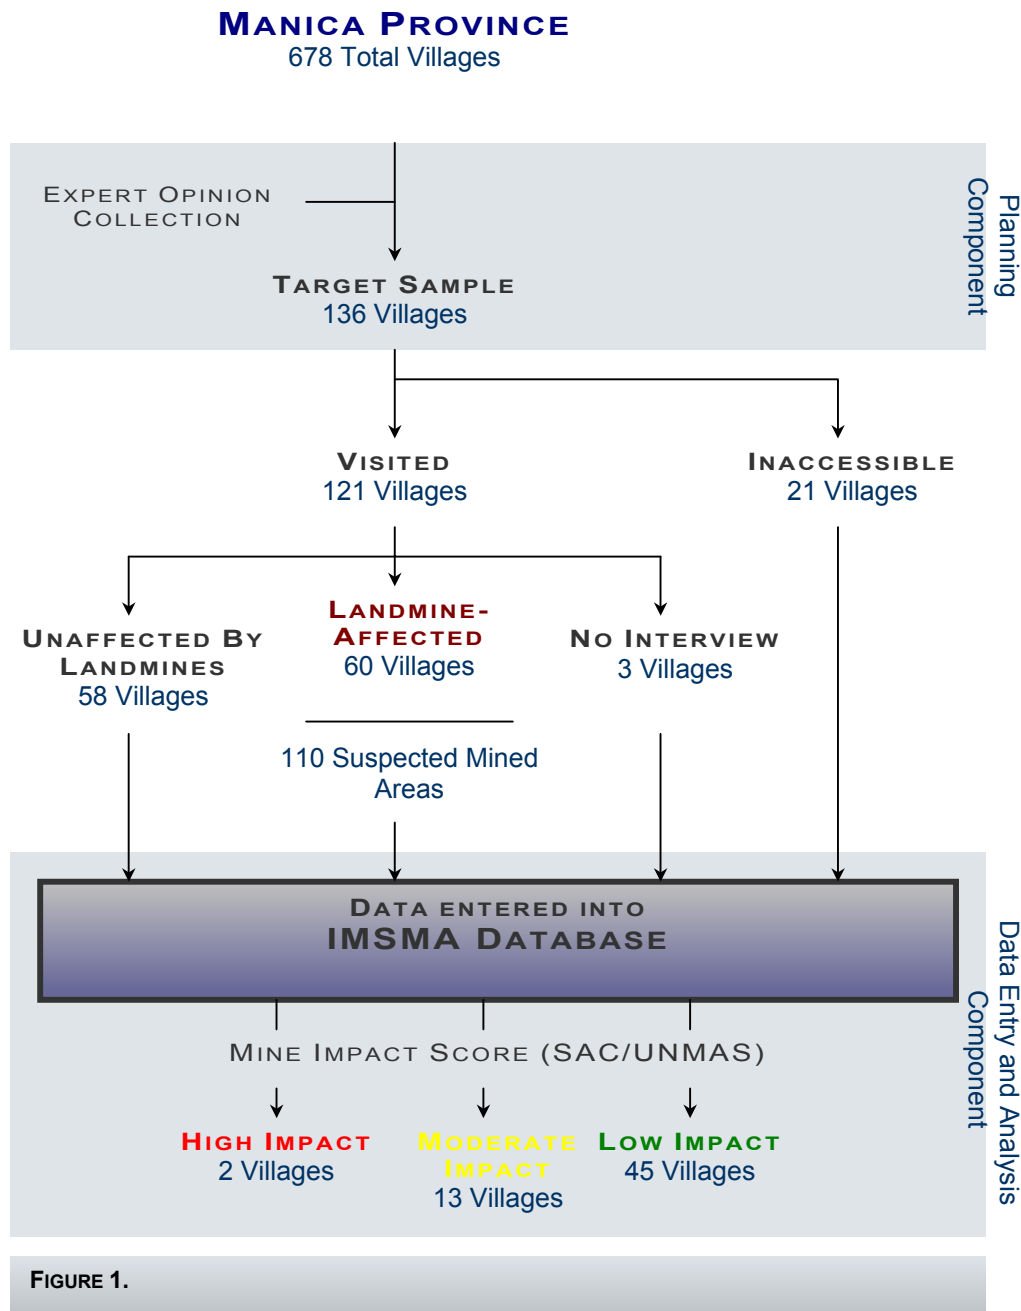 MANICA PROVINCE
678 Total Villages
EXPERT OPINION
COLLECTION
TARGET SAMPLE
136 Villages
Planning
Component
VISITED
121 Villages
INACCESSIBLE
21 Villages
UNAFFECTED BY
LANDMINES
58 Villages
LANDMINE-
AFFECTED
60 Villages
110 Suspected Mined
Areas
NO INTERVIEW
3 Villages
DATA ENTERED INTO
IMSMA DATABASE
MINE IMPACT SCORE (SAC/UNMAS)
HIGH IMPACT
2 Villages
MODERATE
IMPACT
13 Villages
LOW IMPACT
45 Villages
Data Entry and Analysis
Component
FIGURE 1.